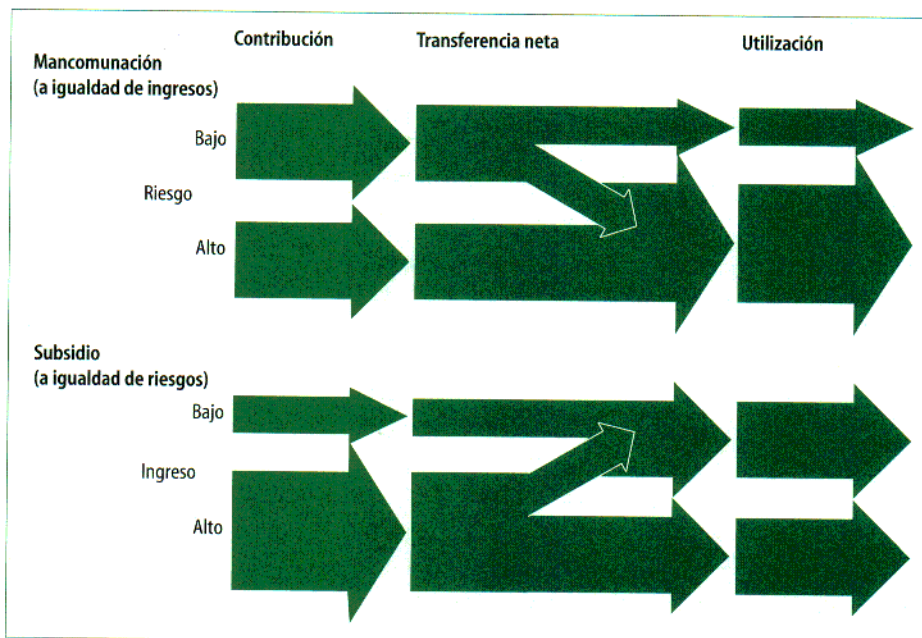 Contribución
Transferencia neta
Utilización
Mancomunación
(a igualdad de ingresos)
Bajo
Riesgo
Alto
Subsidio
(a igualdad de riesgos)
Bajo
Ingreso
Alto